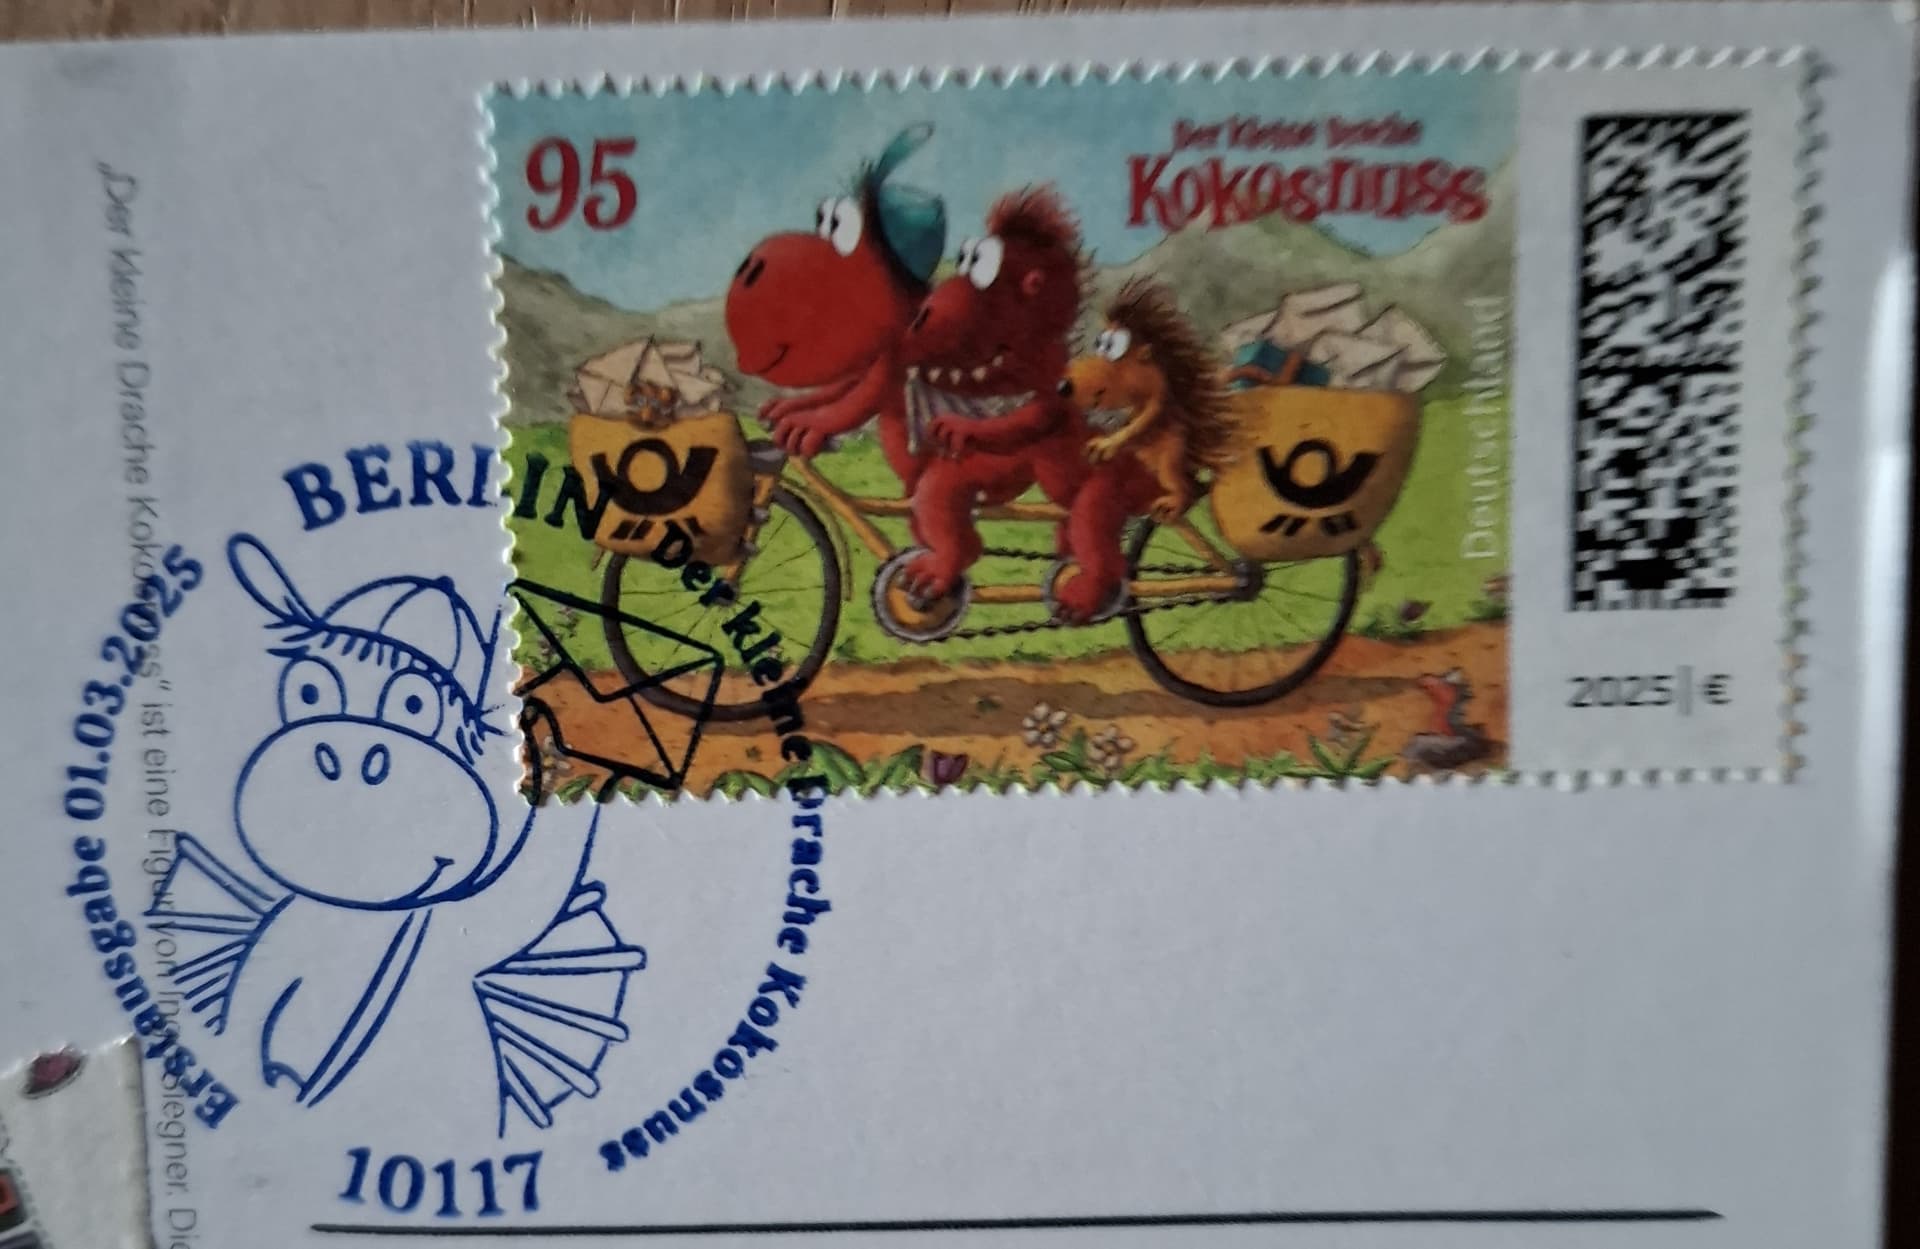 95
Der kleine Drache
Kokosnuss
Deutschland
2025 | €
BERLIN
Der kleine Drache Kokosnuss
Erstausgabe 01.03.2025
10117
„Der kleine Drache Kokosnuss“ ist eine Figur von Ingo Siegner.